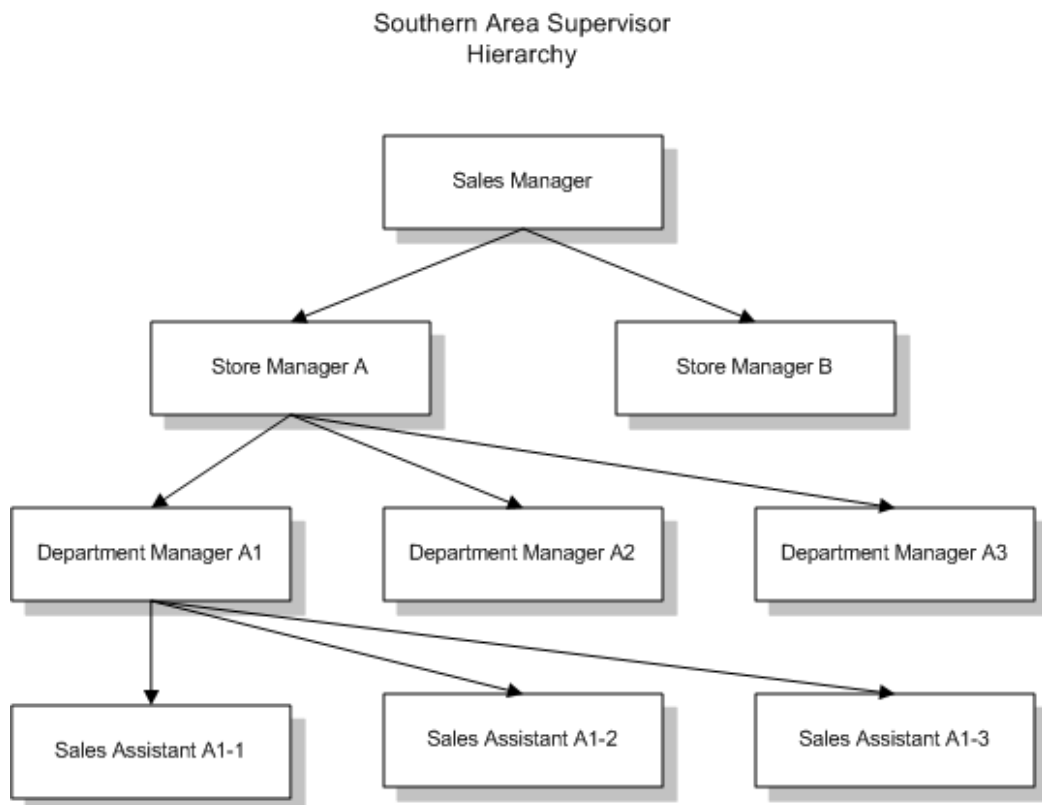 Southern Area Supervisor
Hierarchy
Sales Manager
Store Manager A
Store Manager B
Department Manager A1
Department Manager A2
Department Manager A3
Sales Assistant A1-1
Sales Assistant A1-2
Sales Assistant A1-3